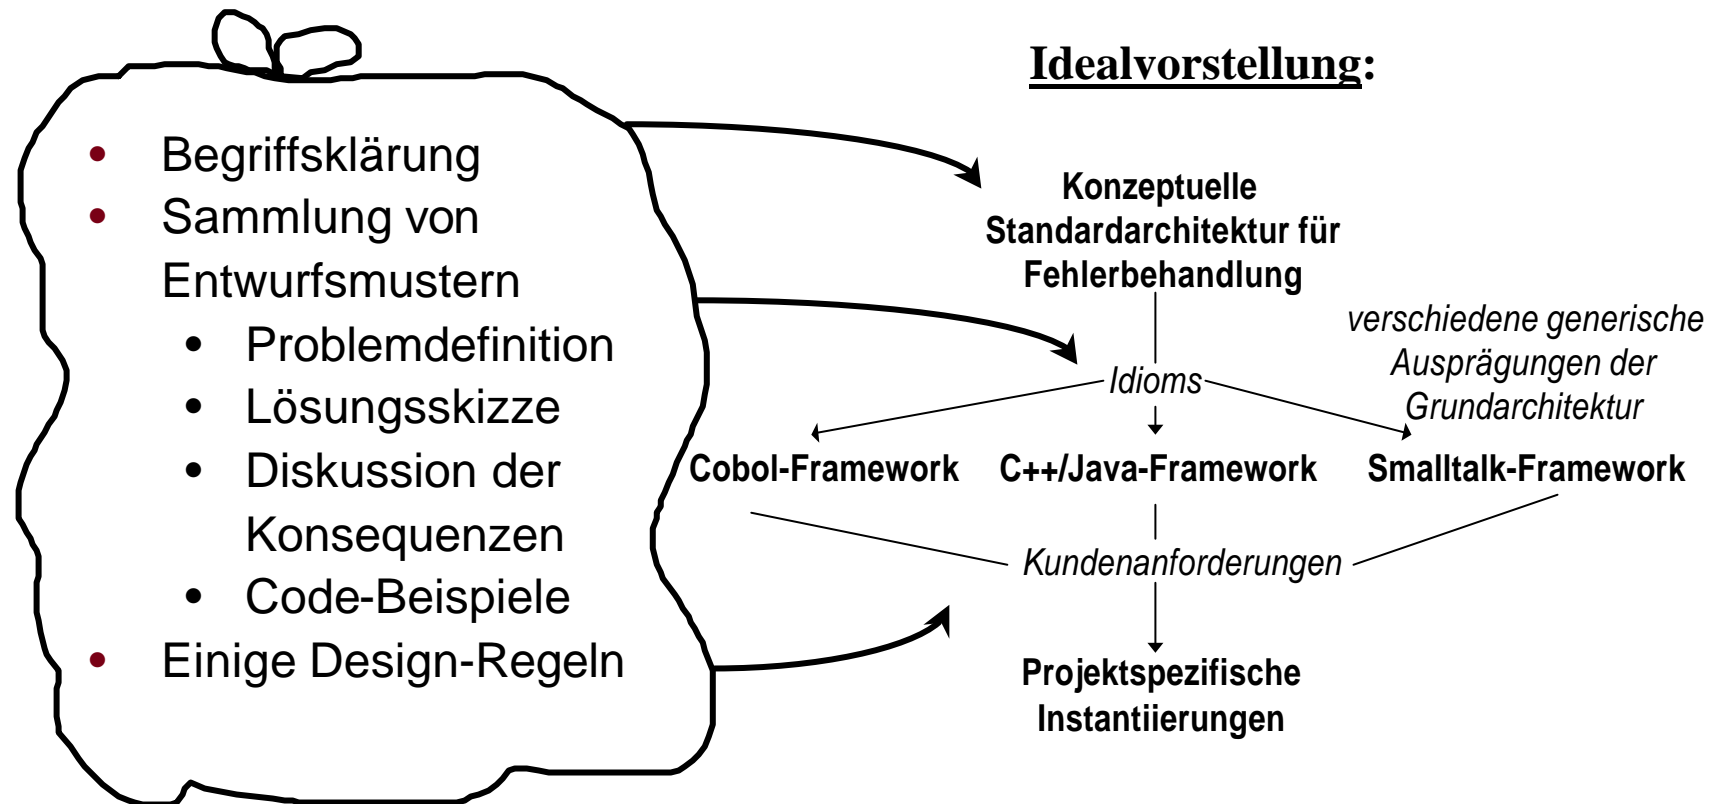 Idealvorstellung:
• Begriffsklärung
• Sammlung von
Entwurfsmustern
• Problemdefinition
• Lösungsskizze
• Diskussion der
Konsequenzen
• Code-Beispiele
• Einige Design-Regeln
Konzeptuelle
Standardarchitektur für
Fehlerbehandlung
verschiedene generische
Ausprägungen der
Grundarchitektur
Idioms
Cobol-Framework
C++/Java-Framework
Smalltalk-Framework
Kundenanforderungen
Projektspezifische
Instantiierungen